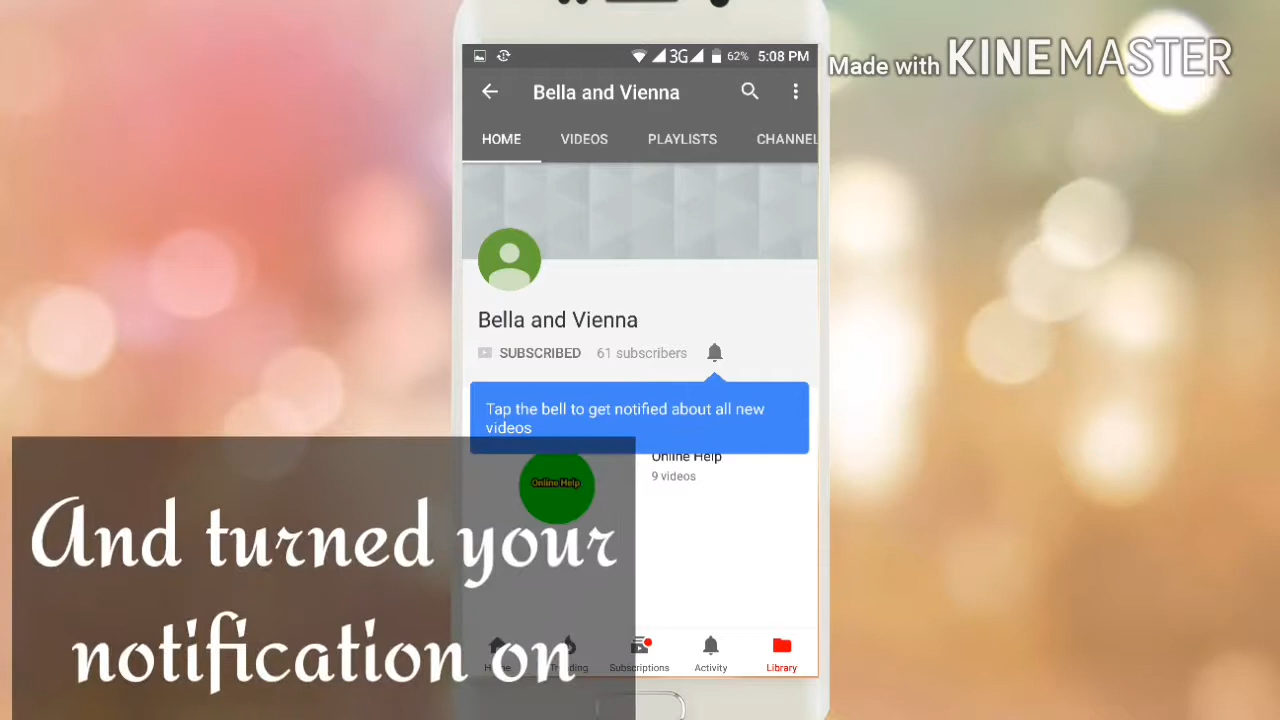 3G 62% 5:08 PM
Made with KINEMASTER
Bella and Vienna
HOME VIDEOS PLAYLISTS CHANNEL
Bella and Vienna
SUBSCRIBED 61 subscribers
Tap the bell to get notified about all new
videos
Online Help
9 videos
Online Help
And turned your
notification on
Home Trending Subscriptions Activity Library